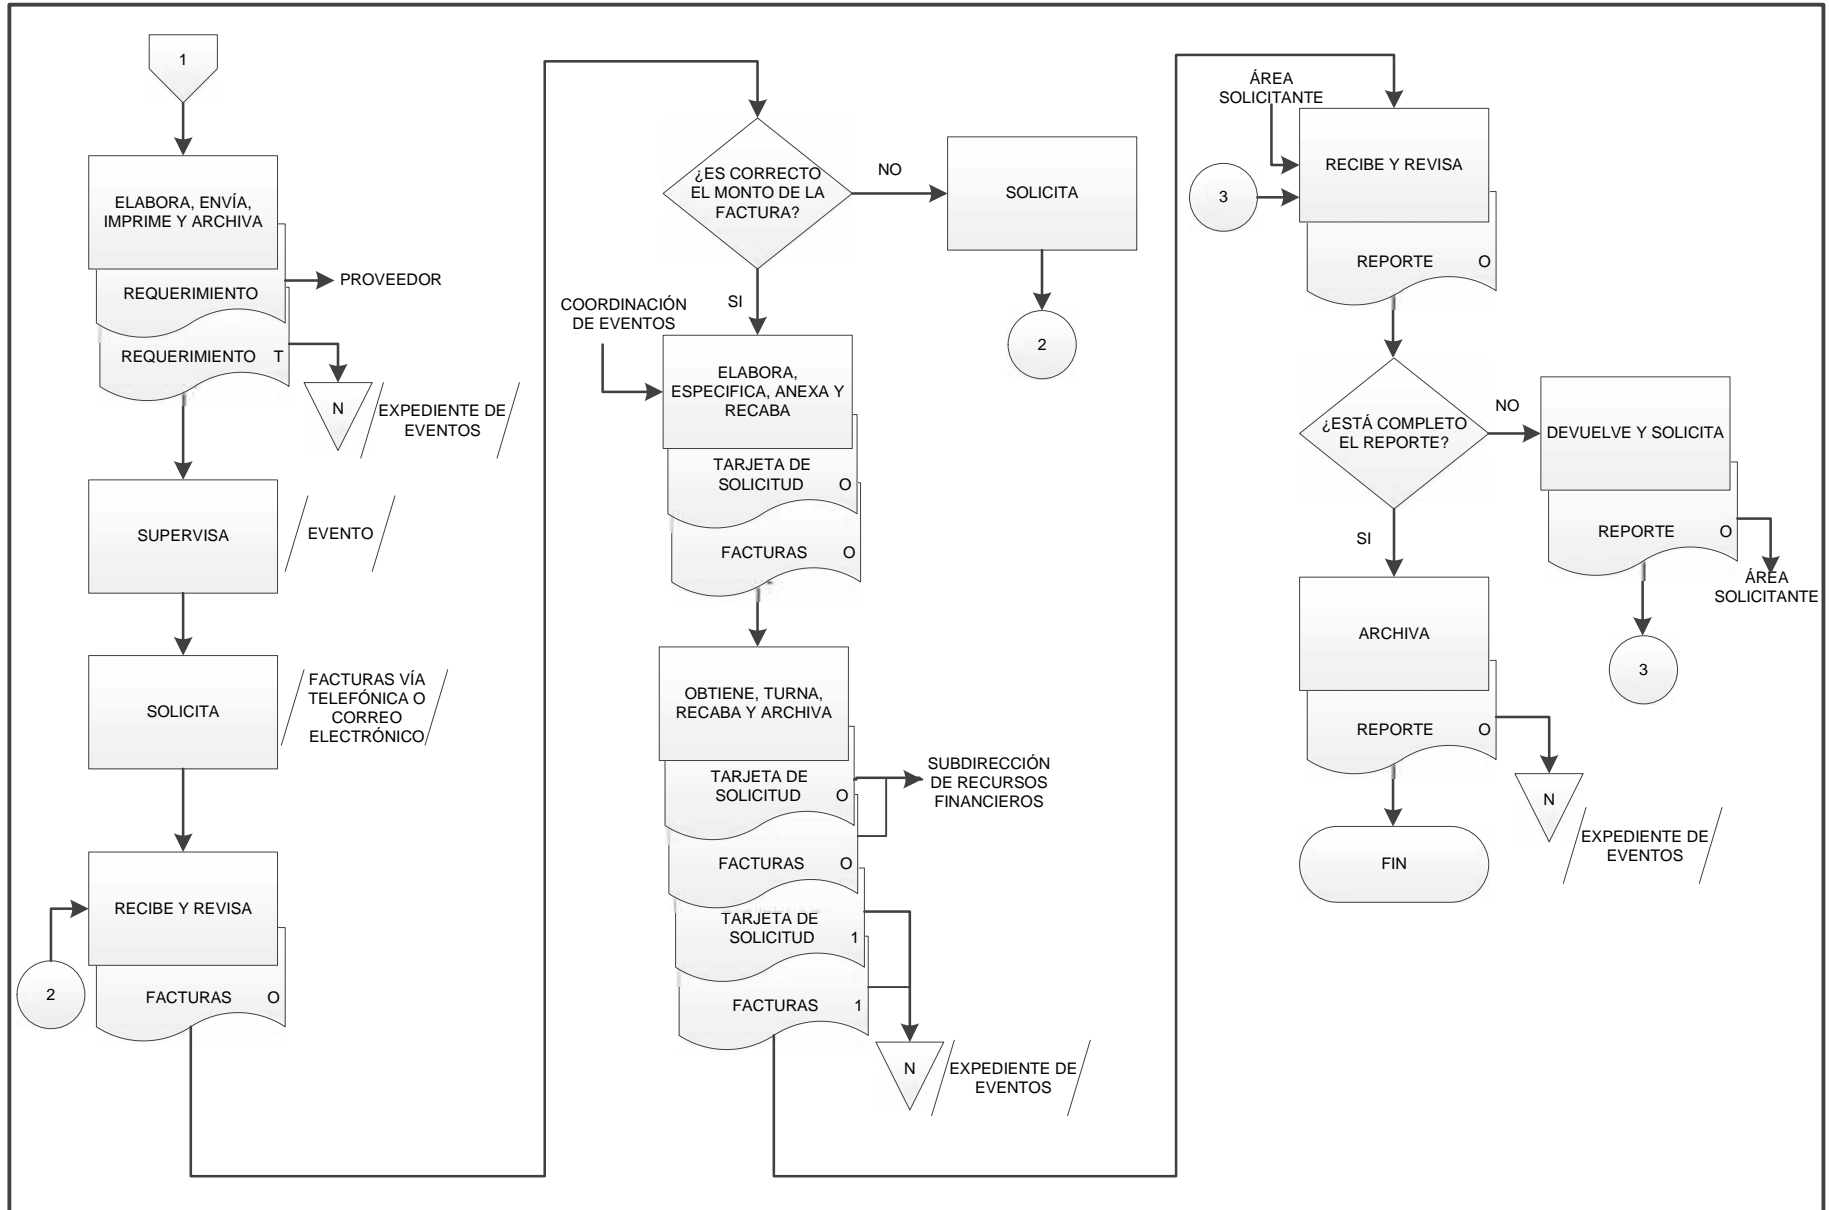 1
ELABORA, ENVÍA,
IMPRIME Y ARCHIVA
REQUERIMIENTO
PROVEEDOR
REQUERIMIENTO T
N
EXPEDIENTE DE
EVENTOS
SUPERVISA
EVENTO
SOLICITA
FACTURAS VÍA
TELEFÓNICA O
CORREO
ELECTRÓNICO
RECIBE Y REVISA
2
FACTURAS O
¿ES CORRECTO
EL MONTO DE LA
FACTURA?
NO
SOLICITA
2
SI
COORDINACIÓN
DE EVENTOS
ELABORA,
ESPECIFICA, ANEXA Y
RECABA
TARJETA DE
SOLICITUD O
FACTURAS O
OBTIENE, TURNA,
RECABA Y ARCHIVA
TARJETA DE
SOLICITUD O
SUBDIRECCIÓN
DE RECURSOS
FINANCIEROS
FACTURAS O
TARJETA DE
SOLICITUD 1
FACTURAS 1
N
EXPEDIENTE DE
EVENTOS
ÁREA
SOLICITANTE
RECIBE Y REVISA
3
REPORTE O
¿ESTÁ COMPLETO
EL REPORTE?
NO
DEVUELVE Y SOLICITA
REPORTE O
ÁREA
SOLICITANTE
3
SI
ARCHIVA
REPORTE O
N
EXPEDIENTE DE
EVENTOS
FIN